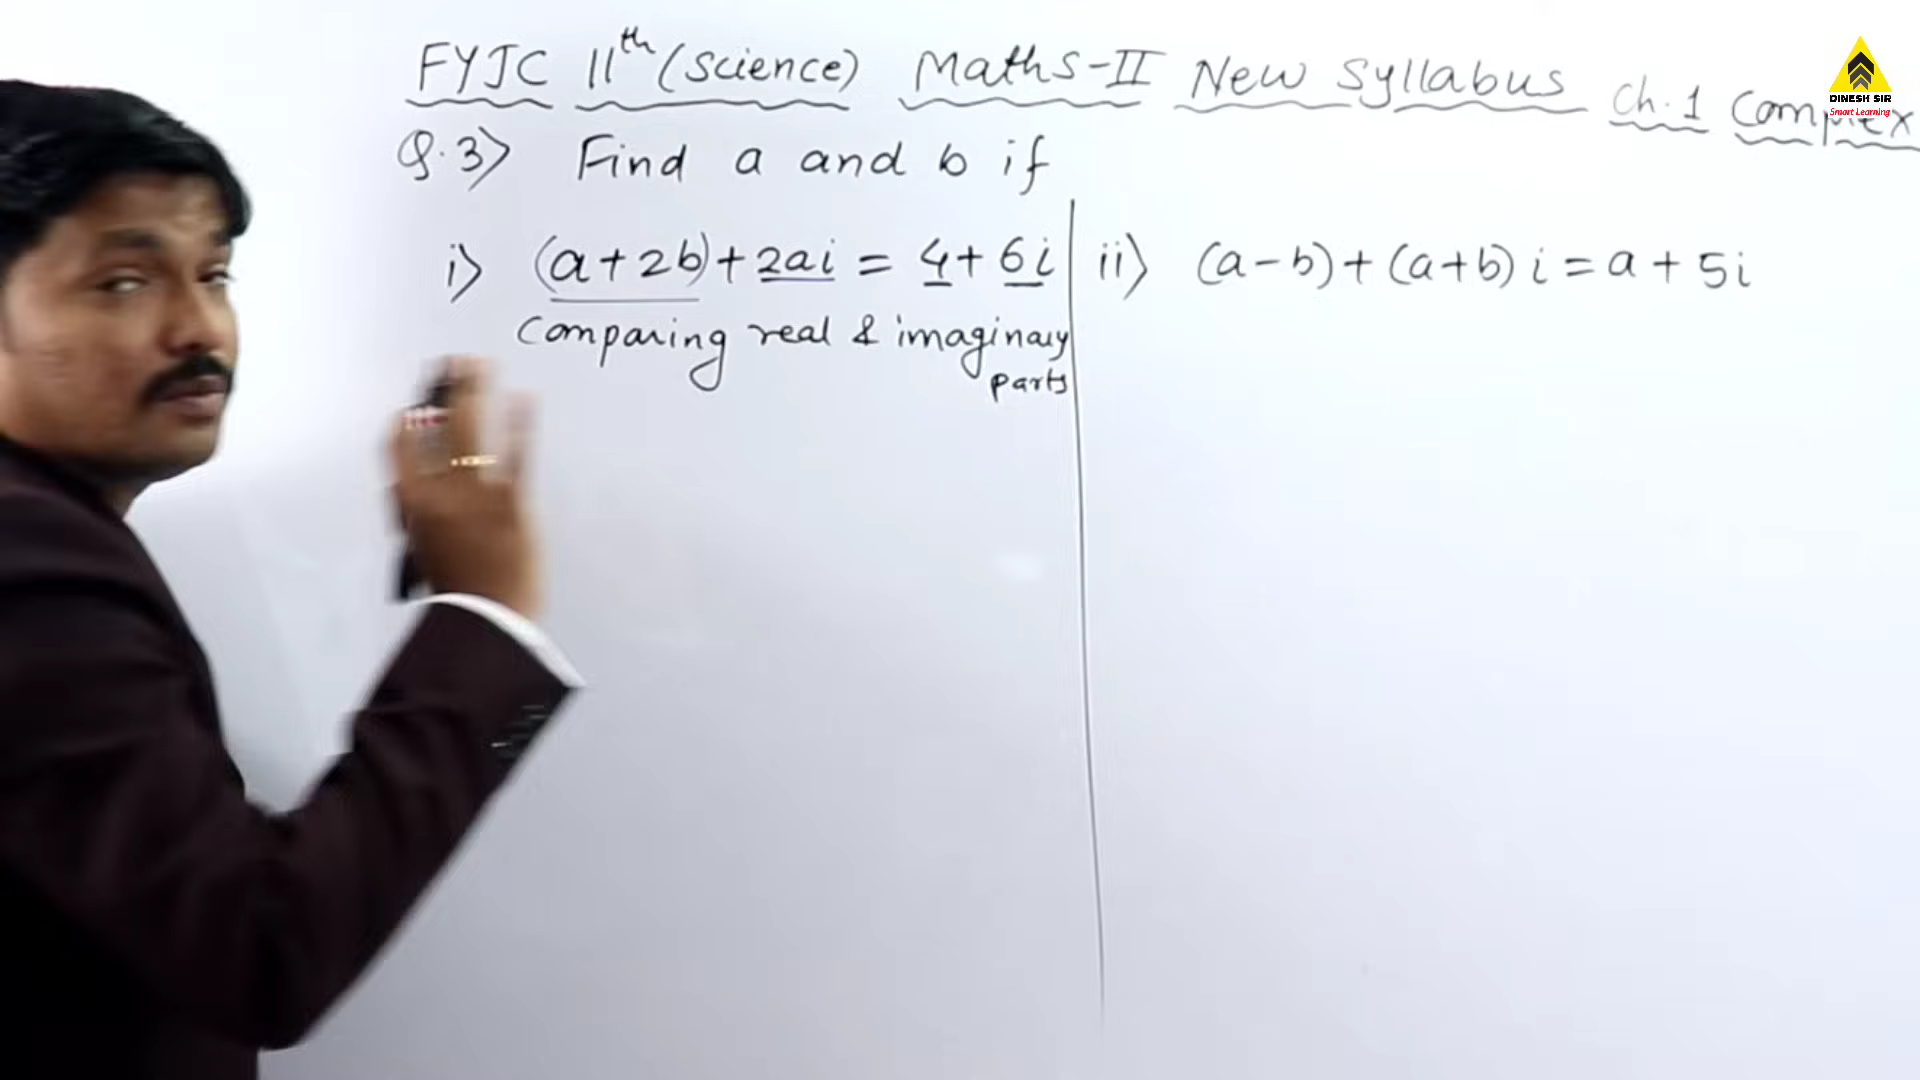 FYJC 11th (Science) Maths-II New Syllabus Ch.1 Complex
DINESH SIR
Smart Learning
Q.3) Find a and b if
i) (a+2b)+2ai = 4+6i
Comparing real & imaginary
parts
ii) (a-b)+(a+b)i=a+5i